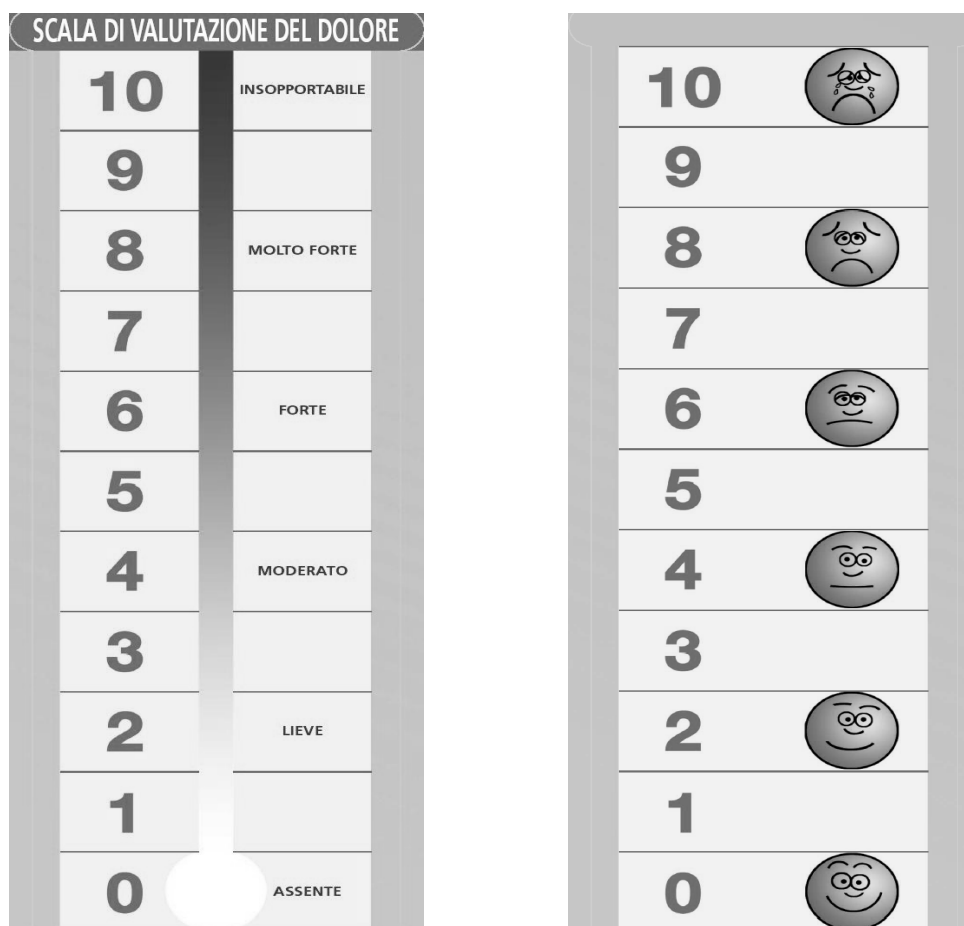 SCALA DI VALUTAZIONE DEL DOLORE
10 INSOPPORTABILE
9
8 MOLTO FORTE
7
6 FORTE
5
4 MODERATO
3
2 LIEVE
1
0 ASSENTE
10
9
8
7
6
5
4
3
2
1
0